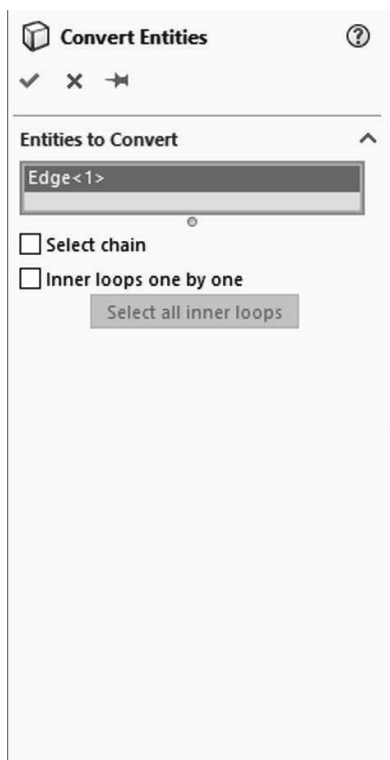 Convert Entities
Entities to Convert
Edge<1>
Select chain
Inner loops one by one
Select all inner loops